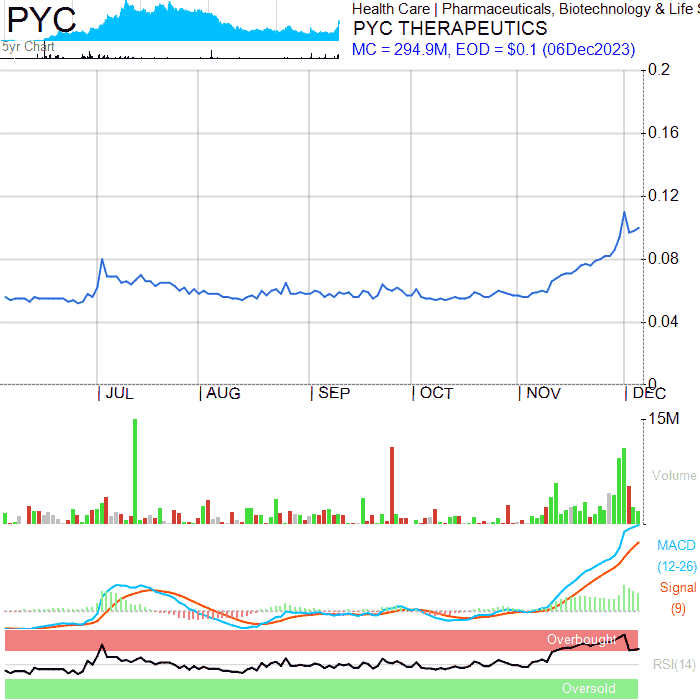 PYC
5yr Chart
Health Care | Pharmaceuticals, Biotechnology & Life S
PYC THERAPEUTICS
MC = 294.9M, EOD = $0.1 (06Dec2023)
0.2
0.16
0.12
0.08
0.04
0
JUL
AUG
SEP
OCT
NOV
DEC
15M
Volume
MACD
(12-26)
Signal
(9)
Overbought
RSI(14)
Oversold